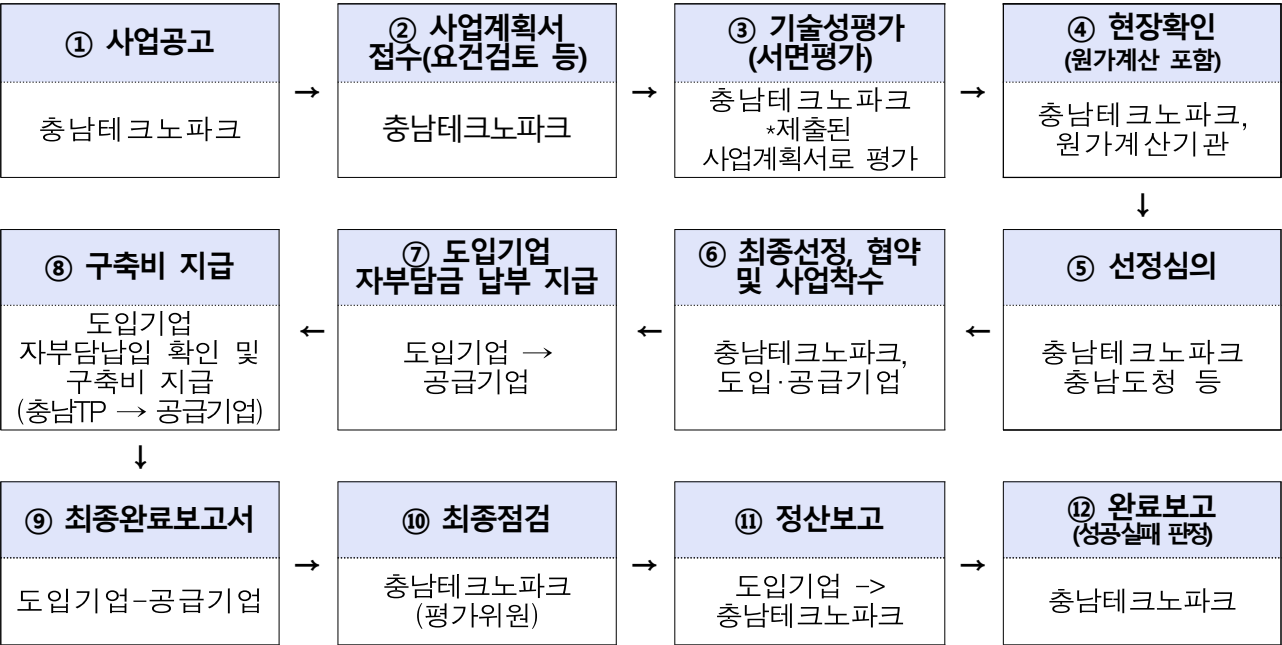 ① 사업공고
충남테크노파크
→
② 사업계획서
접수(요건검토 등)
충남테크노파크
→
③ 기술성평가
(서면평가)
충남테크노파크
*제출된
사업계획서로 평가
→
④ 현장확인
(원가계산 포함)
충남테크노파크,
원가계산기관
↓
⑤ 선정심의
충남테크노파크
충남도청 등
←
⑥ 최종선정, 협약
및 사업착수
충남테크노파크,
도입·공급기업
←
⑦ 도입기업
자부담금 납부 지급
도입기업 →
공급기업
←
⑧ 구축비 지급
도입기업
자부담납입 확인 및
구축비 지급
(충남TP → 공급기업)
↓
⑨ 최종완료보고서
도입기업-공급기업
→
⑩ 최종점검
충남테크노파크
(평가위원)
→
⑪ 정산보고
도입기업 ->
충남테크노파크
→
⑫ 완료보고
(성공·실패 판정)
충남테크노파크